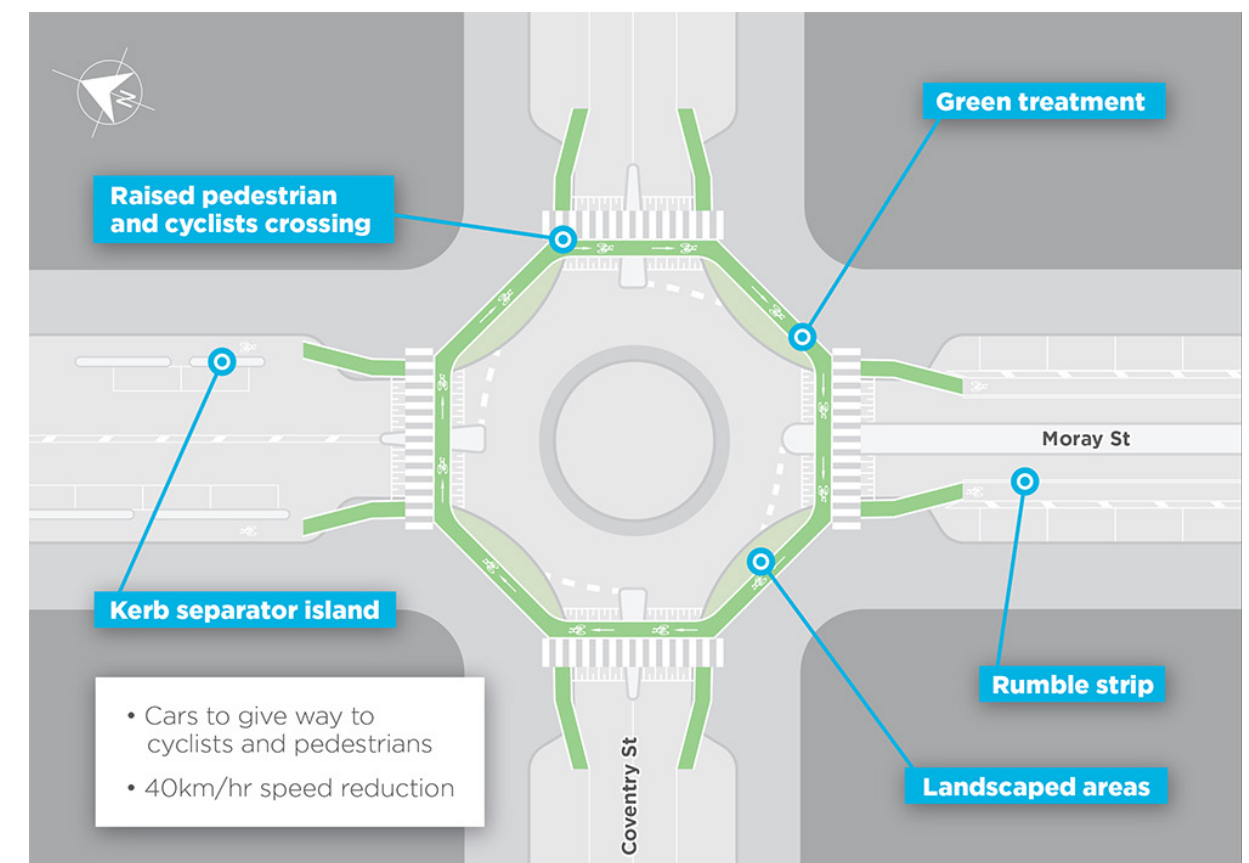 N
Green treatment
Raised pedestrian
and cyclists crossing
Moray St
Kerb separator island
Rumble strip
• Cars to give way to
cyclists and pedestrians
• 40km/hr speed reduction
Coventry St
Landscaped areas